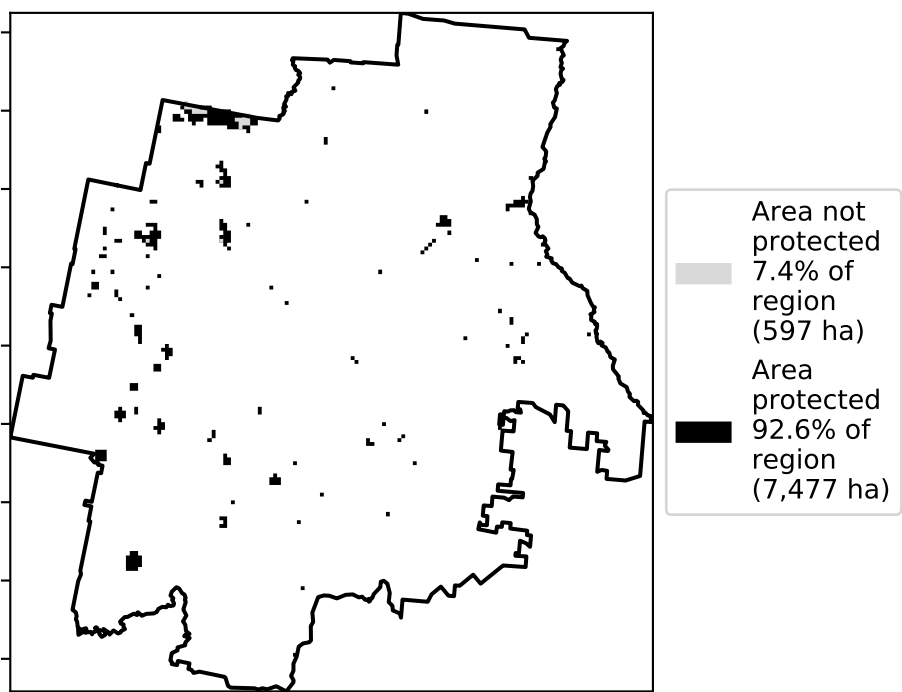 Area not
protected
7.4% of
region
(597 ha)
Area
protected
92.6% of
region
(7,477 ha)